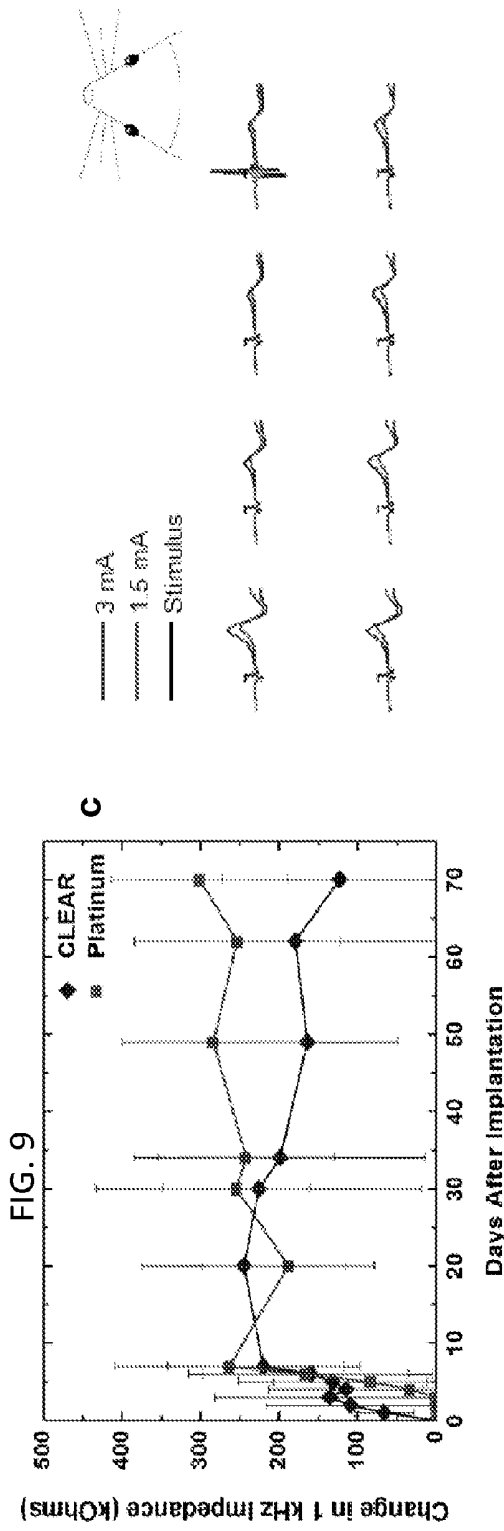 FIG. 9
Change in 1 kHz Impedance (kOhms)
500
400
300
200
100
0
CLEAR
Platinum
0
10
20
30
40
50
60
70
Days After Implantation
C
3 mA
1.5 mA
Stimulus